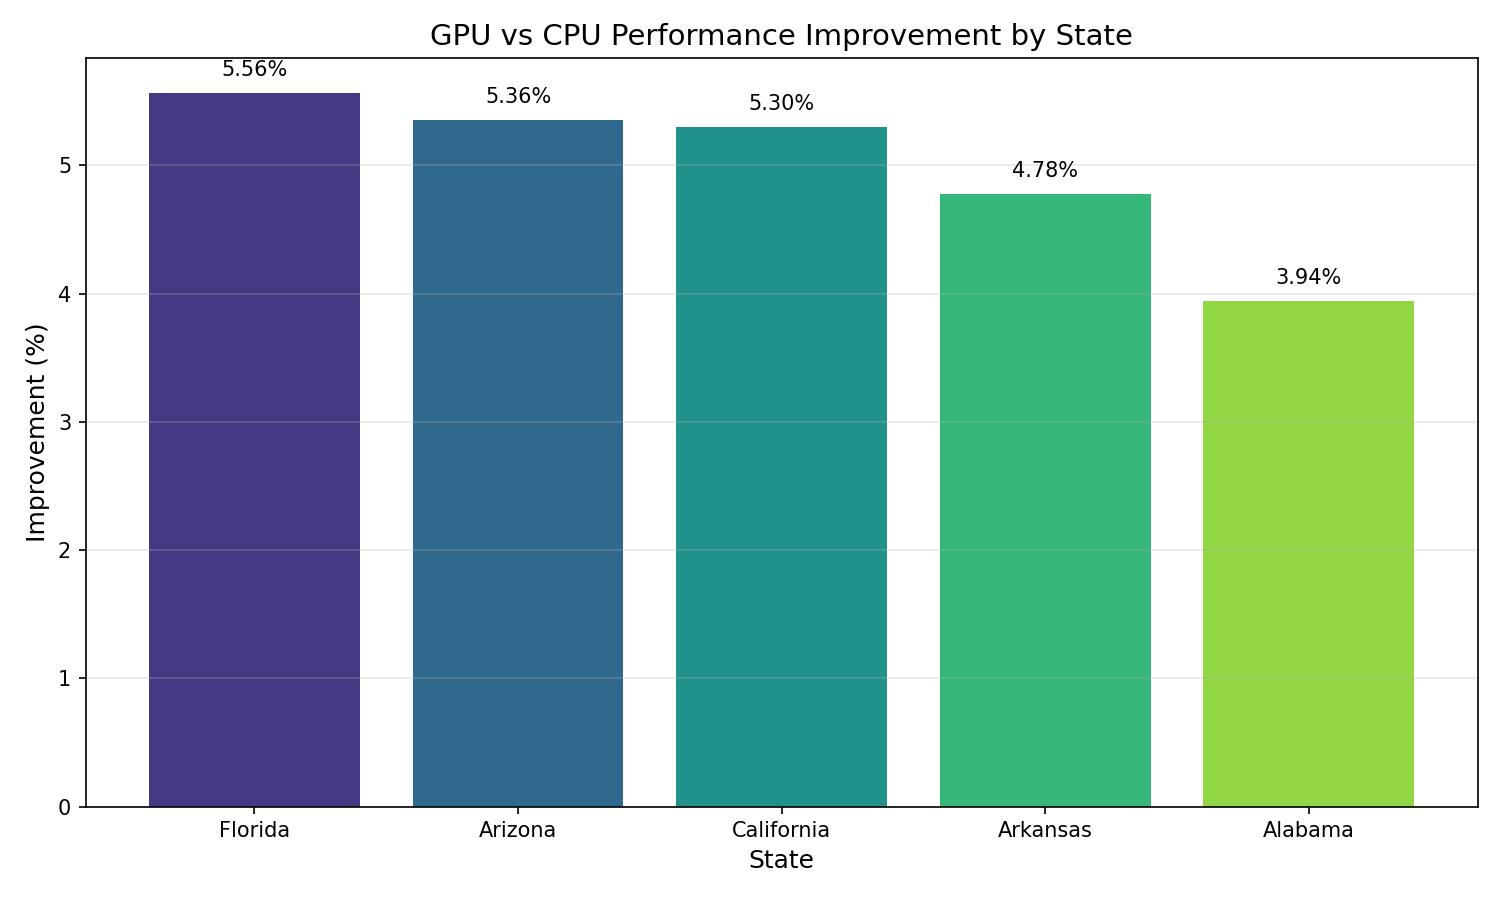 GPU vs CPU Performance Improvement by State
5.56%
5.36%
5.30%
4.78%
3.94%
5
4
3
2
1
0
Improvement (%)
Florida
Arizona
California
Arkansas
Alabama
State